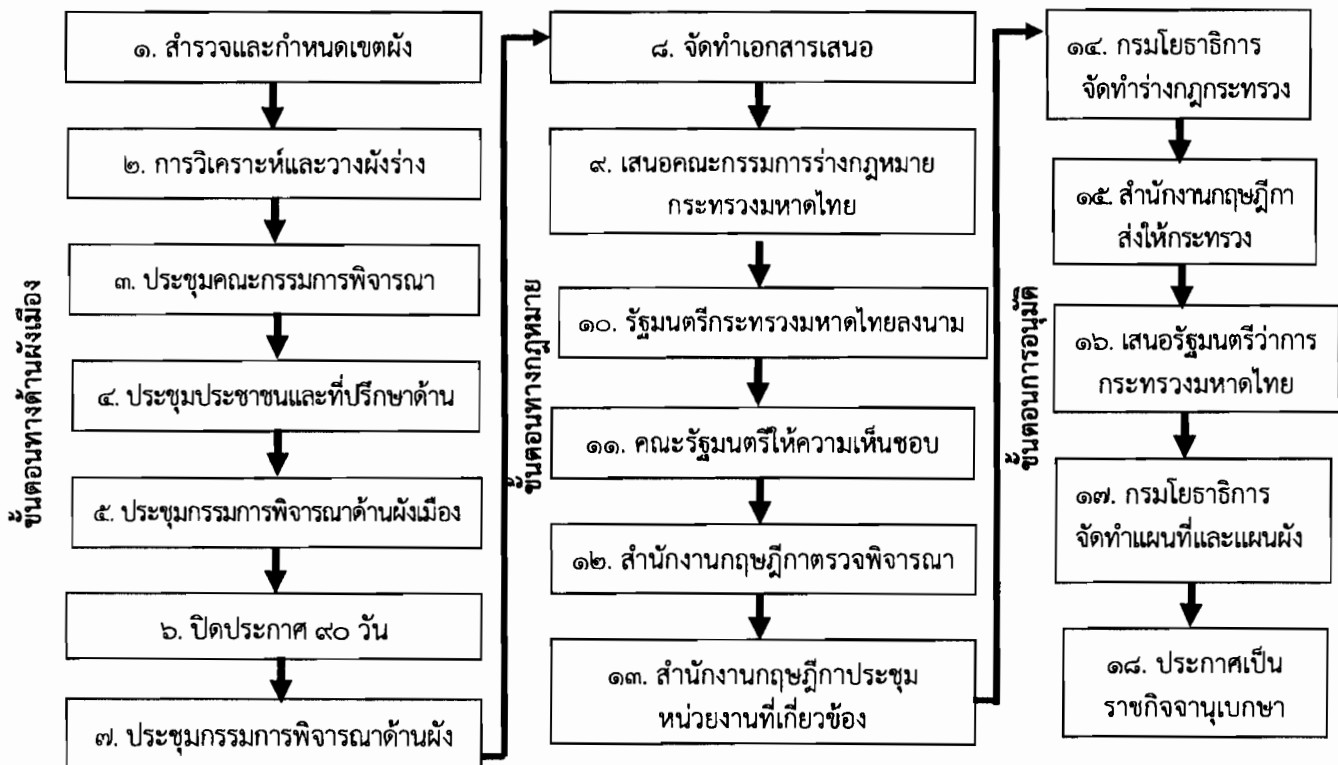 ขั้นตอนทางด้านผังเมือง
๑. สำรวจและกำหนดเขตผัง
๒. การวิเคราะห์และวางผังร่าง
๓. ประชุมคณะกรรมการพิจารณา
๔. ประชุมประชาชนและที่ปรึกษาด้าน
๕. ประชุมกรรมการพิจารณาด้านผังเมือง
๖. ปิดประกาศ ๙๐ วัน
๗. ประชุมกรรมการพิจารณาด้านผัง
ขั้นตอนทางกฎหมาย
๘. จัดทำเอกสารเสนอ
๙. เสนอคณะกรรมการร่างกฎหมาย
กระทรวงมหาดไทย
๑๐. รัฐมนตรีกระทรวงมหาดไทยลงนาม
๑๑. คณะรัฐมนตรีให้ความเห็นชอบ
๑๒. สำนักงานกฤษฎีกาตรวจพิจารณา
๑๓. สำนักงานกฤษฎีกาประชุม
หน่วยงานที่เกี่ยวข้อง
ขั้นตอนการอนุมัติ
๑๔. กรมโยธาธิการ
จัดทำร่างกฎกระทรวง
๑๕. สำนักงานกฤษฎีกา
ส่งให้กระทรวง
๑๖. เสนอรัฐมนตรีว่าการ
กระทรวงมหาดไทย
๑๗. กรมโยธาธิการ
จัดทำแผนที่และแผนผัง
๑๘. ประกาศเป็น
ราชกิจจานุเบกษา